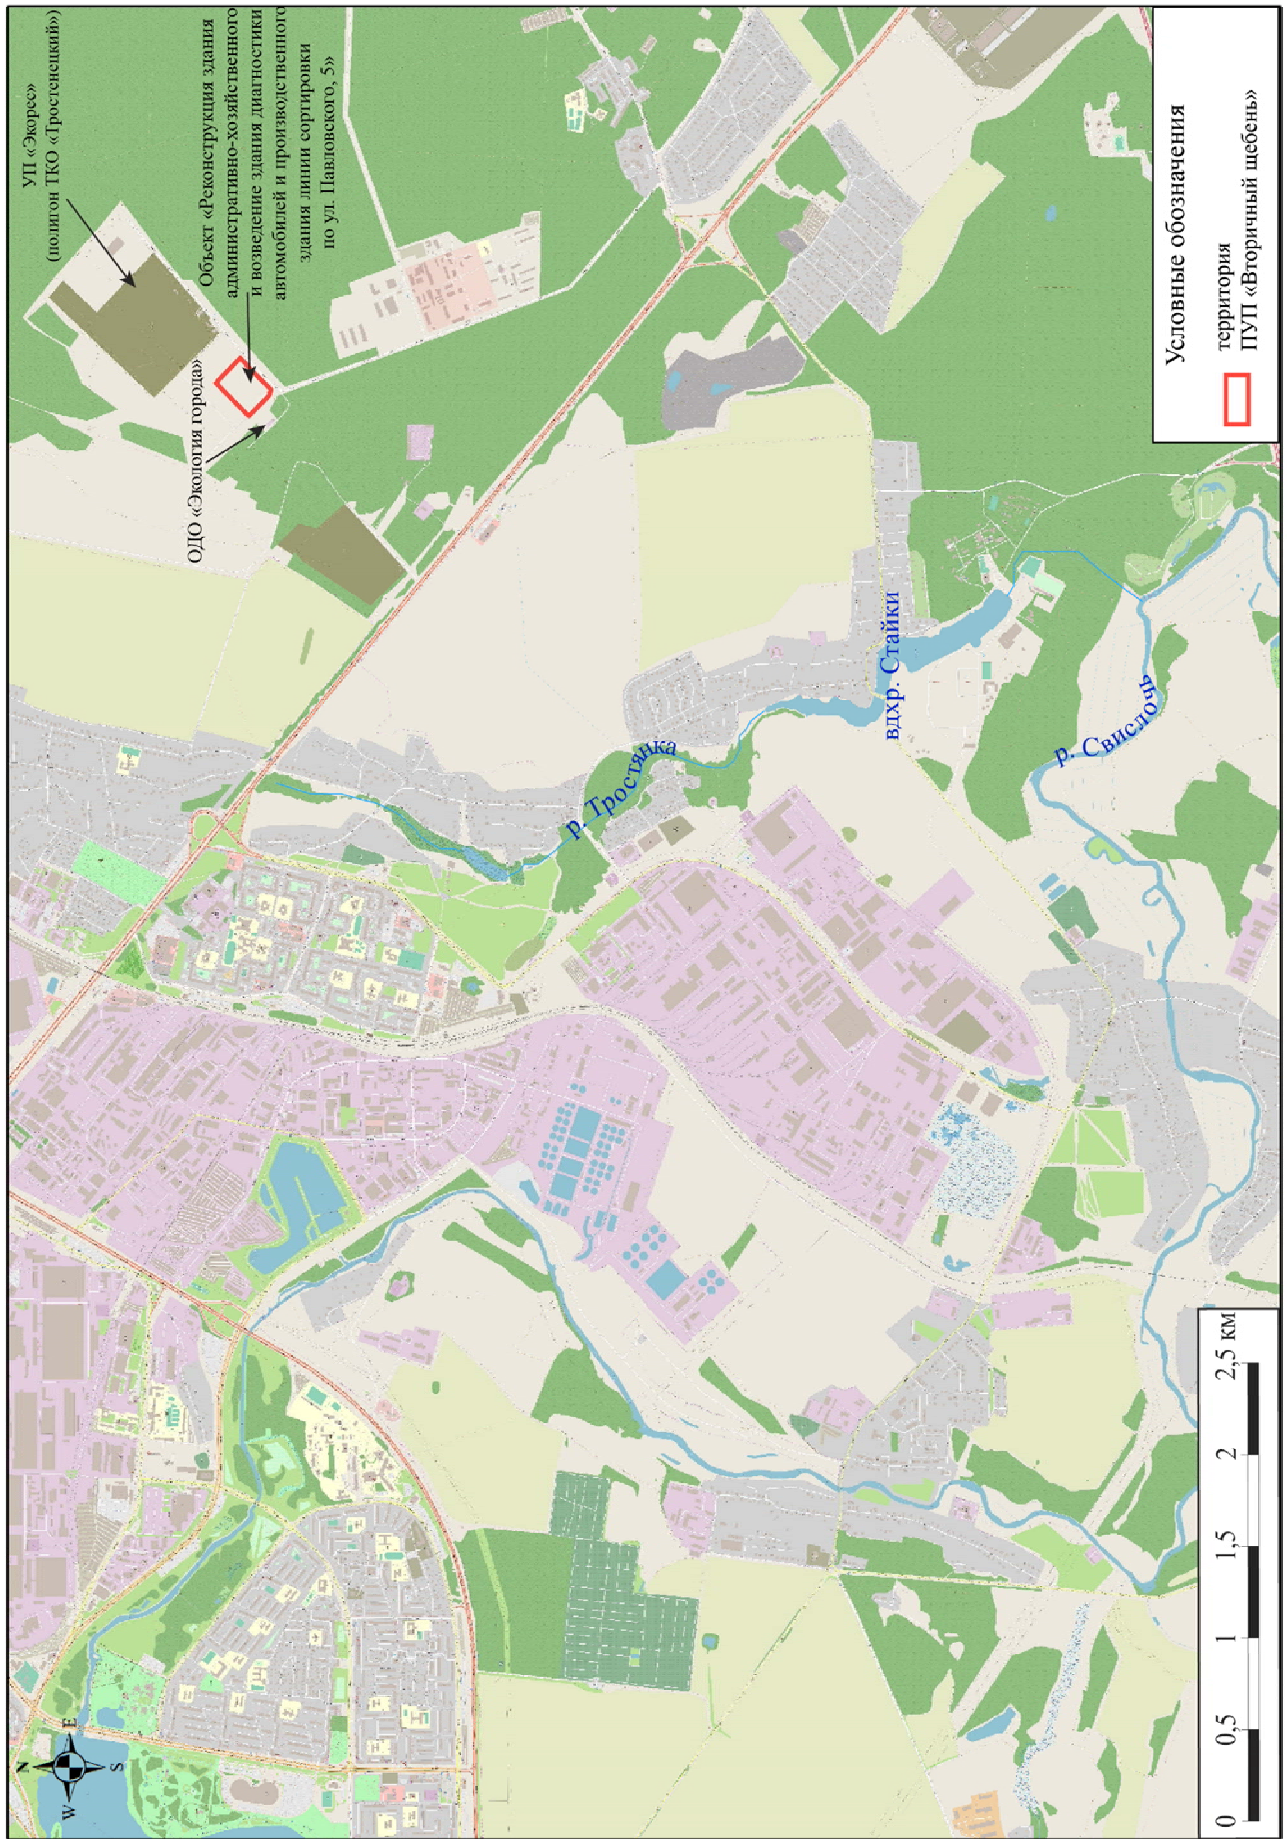 УП «Экорес»
(полигон ТКО «Тростенецкий»)
Объект «Реконструкция здания
административно-хозяйственного
и возведение здания диагностики
автомобилей и производственного
здания линии сортировки
по ул. Павловского, 5»
ОДО «Экология города»
р. Тростянка
вдхр. Стайки
р. Свислочь
N
W
E
S
Условные обозначения
территория
ПУП «Вторичный щебень»
0 0,5 1 1,5 2 2,5 км